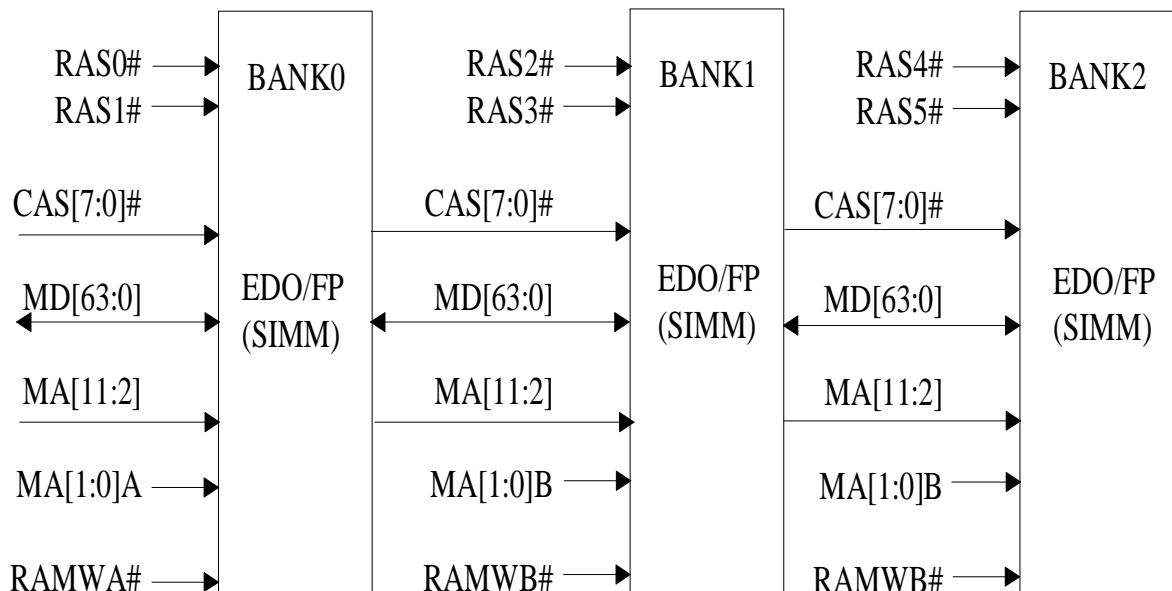 RAS0#
BANK0
RAS2#
BANK1
RAS4#
BANK2
RAS1#
RAS3#
RAS5#
CAS[7:0]#
CAS[7:0]#
CAS[7:0]#
MD[63:0]
EDO/FP
(SIMM)
MD[63:0]
EDO/FP
(SIMM)
MD[63:0]
EDO/FP
(SIMM)
MA[11:2]
MA[11:2]
MA[11:2]
MA[1:0]A
MA[1:0]B
MA[1:0]B
RAMWA#
RAMWB#
RAMWB#